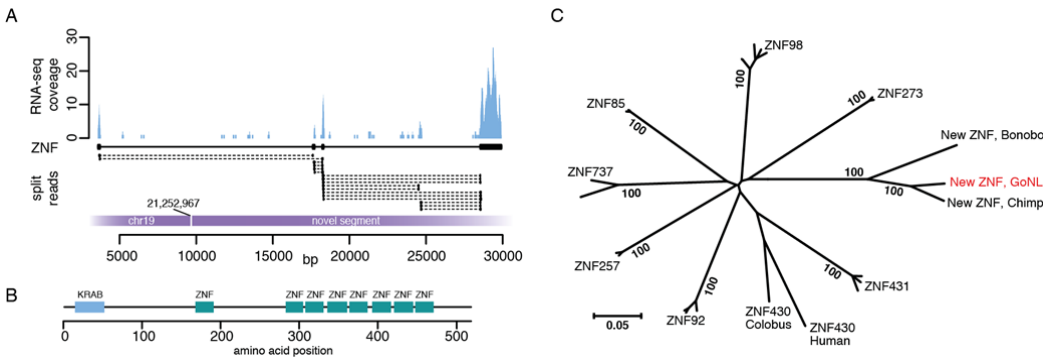 A
RNA-seq
coveage
30
20
10
0
ZNF
split
reads
21,252,967
chr19
novel segment
5000
10000
15000
bp
20000
25000
30000
B
KRAB
ZNF
ZNF
ZNF
ZNF
ZNF
ZNF
ZNF
ZNF
0
100
200
300
400
500
amino acid position
C
ZNF98
100
ZNF273
100
ZNF85
100
New ZNF, Bonobo
100
New ZNF, GoNL
100
New ZNF, Chimp
ZNF737
100
ZNF257
100
ZNF431
100
ZNF92
100
ZNF430
Colobus
ZNF430
Human
0.05